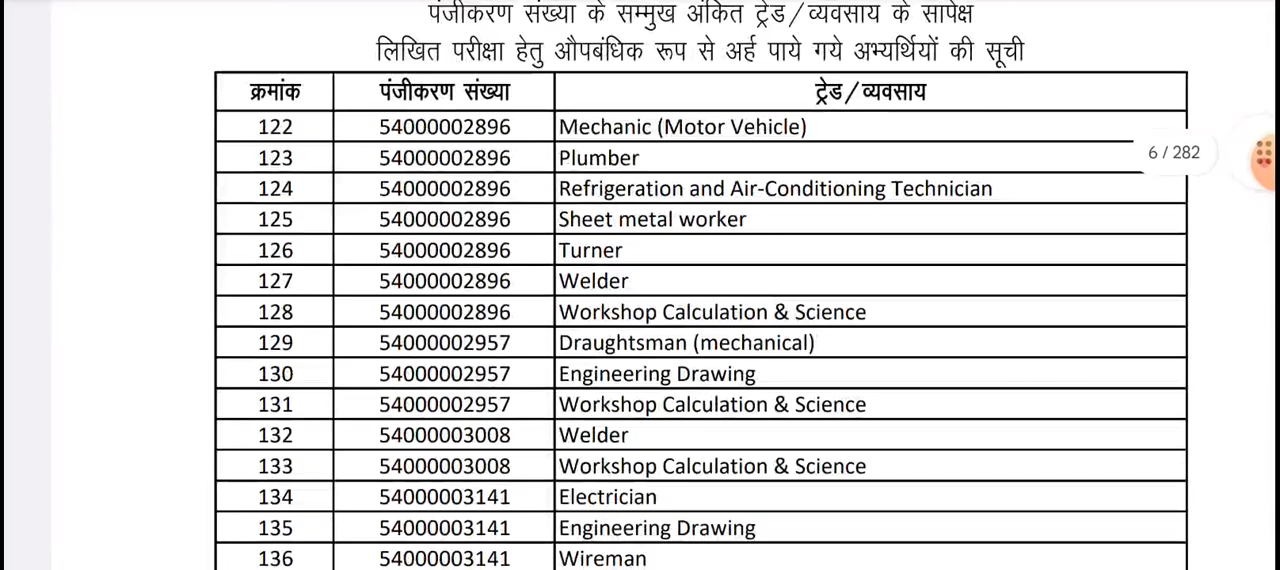 पंजीकरण संख्या के सम्मुख अंकित ट्रेड/व्यवसाय के सापेक्ष
लिखित परीक्षा हेतु औपबंधिक रूप से अर्ह पाये गये अभ्यर्थियों की सूची
क्रमांक पंजीकरण संख्या ट्रेड/व्यवसाय
122 54000002896 Mechanic (Motor Vehicle)
6 / 282
123 54000002896 Plumber
124 54000002896 Refrigeration and Air-Conditioning Technician
125 54000002896 Sheet metal worker
126 54000002896 Turner
127 54000002896 Welder
128 54000002896 Workshop Calculation & Science
129 54000002957 Draughtsman (mechanical)
130 54000002957 Engineering Drawing
131 54000002957 Workshop Calculation & Science
132 54000003008 Welder
133 54000003008 Workshop Calculation & Science
134 54000003141 Electrician
135 54000003141 Engineering Drawing
136 54000003141 Wireman